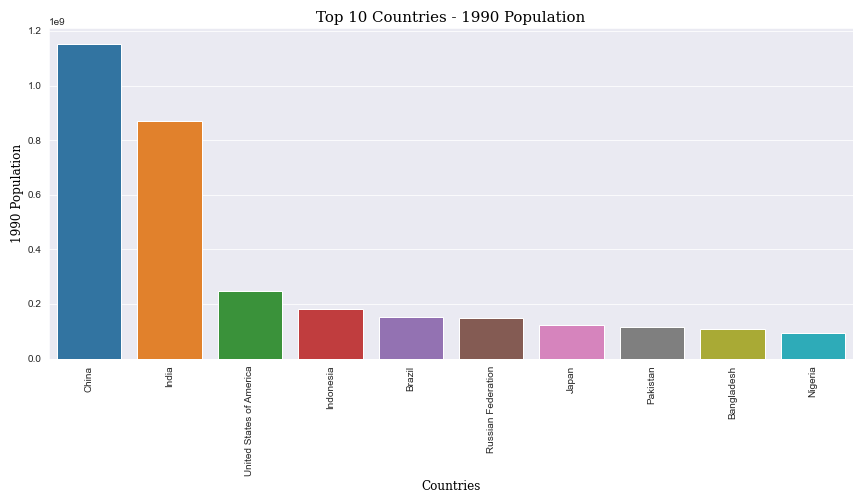 Top 10 Countries - 1990 Population
1e9
1.2
1.0
0.8
0.6
0.4
0.2
0.0
1990 Population
China
India
United States of America
Indonesia
Brazil
Russian Federation
Japan
Pakistan
Bangladesh
Nigeria
Countries